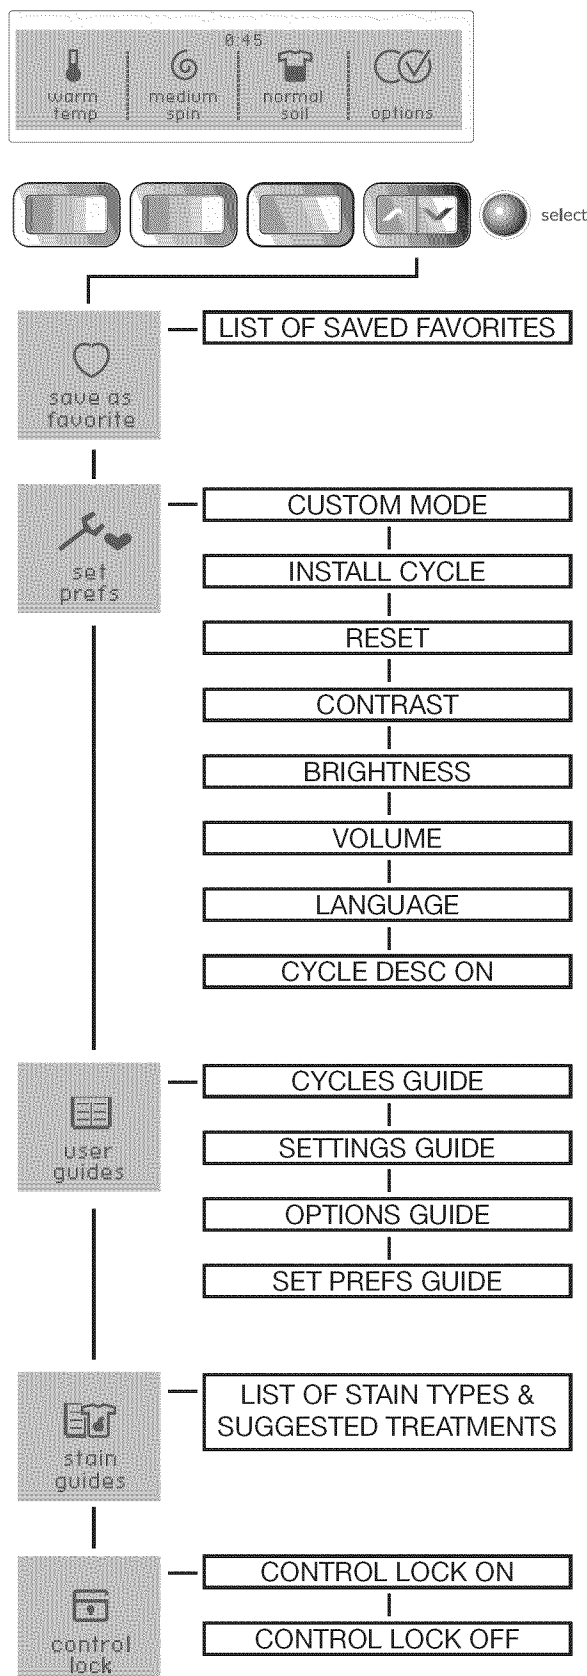 0:45
warm medium normal options
temp spin soil
select
LIST OF SAVED FAVORITES
save as
favorite
CUSTOM MODE
set
prefs
INSTALL CYCLE
RESET
CONTRAST
BRIGHTNESS
VOLUME
LANGUAGE
CYCLE DESC ON
CYCLES GUIDE
user
guides
SETTINGS GUIDE
OPTIONS GUIDE
SET PREFS GUIDE
LIST OF STAIN TYPES &
SUGGESTED TREATMENTS
stain
guides
CONTROL LOCK ON
control
lock
CONTROL LOCK OFF